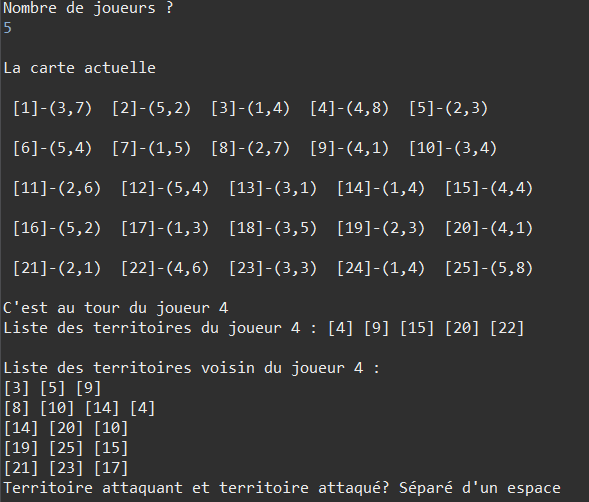 Nombre de joueurs ?
5
La carte actuelle
[1]-(3,7) [2]-(5,2) [3]-(1,4) [4]-(4,8) [5]-(2,3)
[6]-(5,4) [7]-(1,5) [8]-(2,7) [9]-(4,1) [10]-(3,4)
[11]-(2,6) [12]-(5,4) [13]-(3,1) [14]-(1,4) [15]-(4,4)
[16]-(5,2) [17]-(1,3) [18]-(3,5) [19]-(2,3) [20]-(4,1)
[21]-(2,1) [22]-(4,6) [23]-(3,3) [24]-(1,4) [25]-(5,8)
C'est au tour du joueur 4
Liste des territoires du joueur 4 : [4] [9] [15] [20] [22]
Liste des territoires voisin du joueur 4 :
[3] [5] [9]
[8] [10] [14] [4]
[14] [20] [10]
[19] [25] [15]
[21] [23] [17]
Territoire attaquant et territoire attaqué? Séparé d'un espace